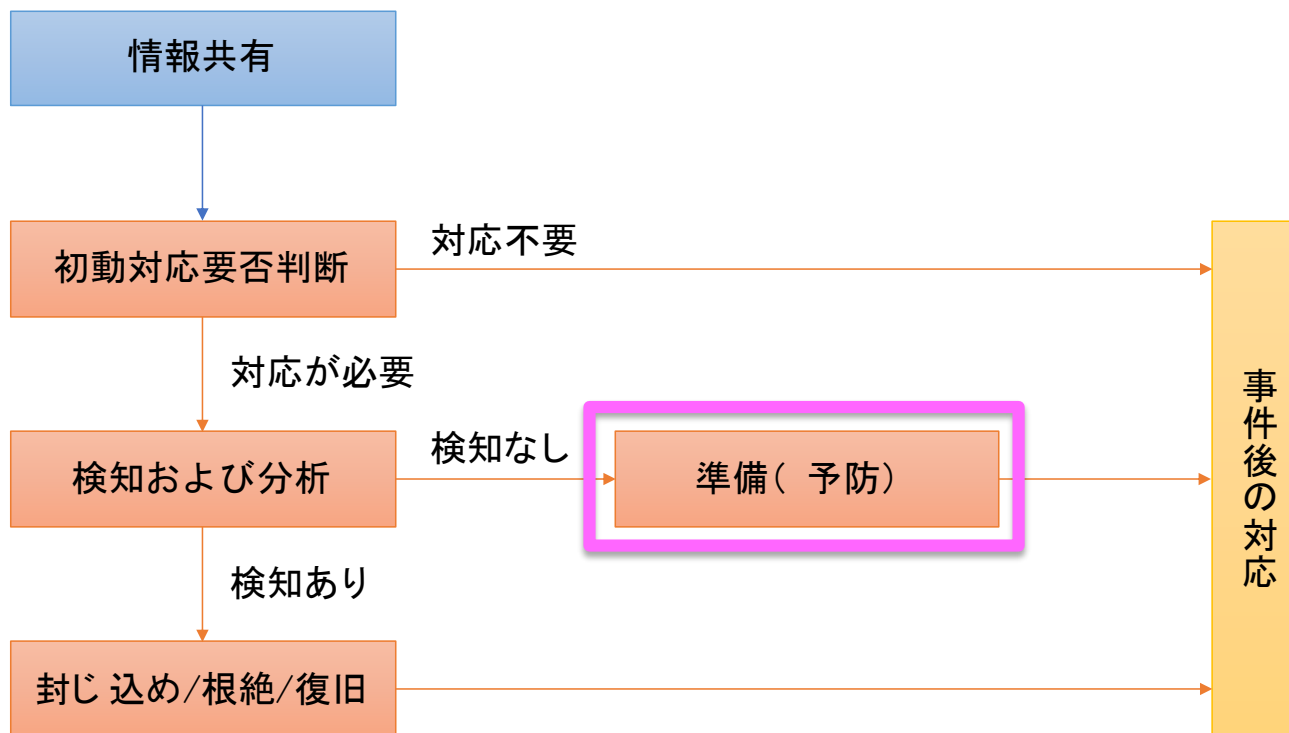 情報共有
初動対応要否判断
対応不要
対応が必要
検知および分析
検知なし
準備( 予防)
検知あり
封じ 込め/根絶/復旧
事件後の対応